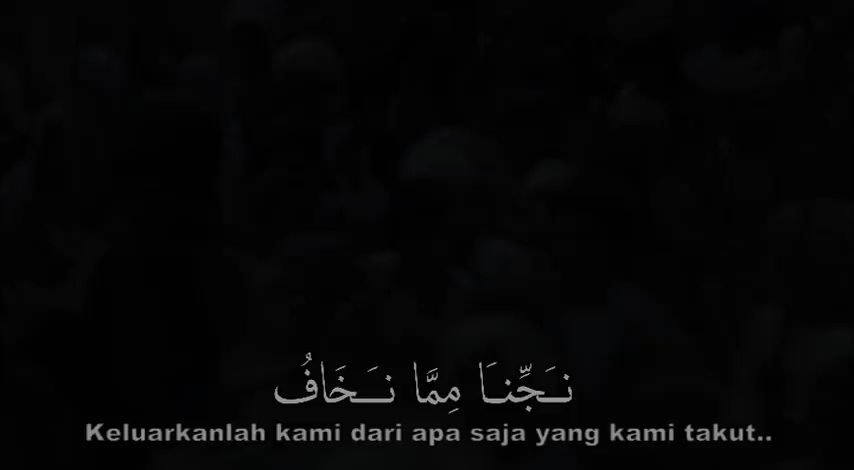 نَجِّنَا مِمَّا نَخَافُ
Keluarkanlah kami dari apa saja yang kami takut..